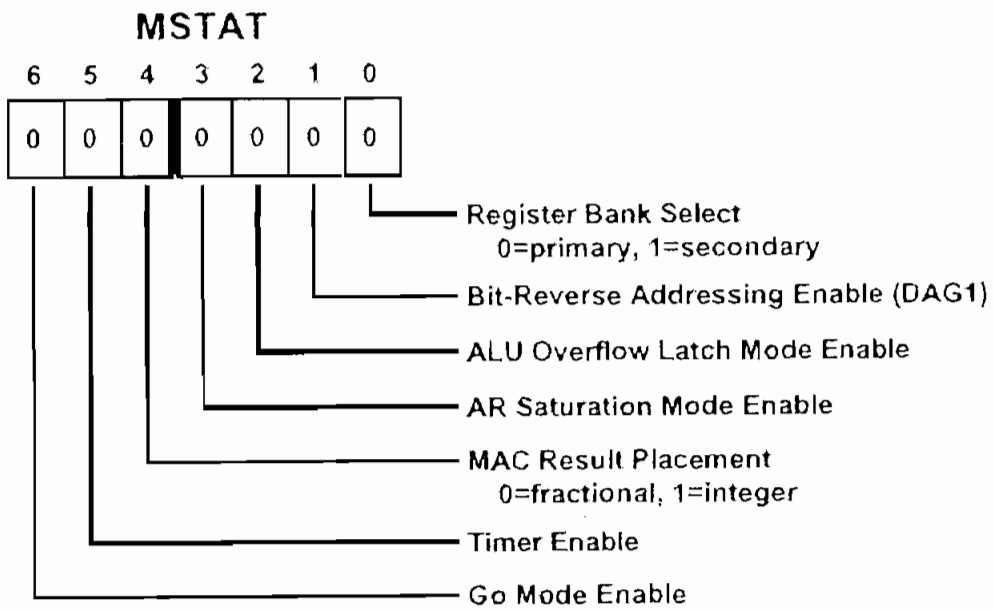 MSTAT
6 5 4 3 2 1 0
0 0 0 0 0 0 0
Register Bank Select
0=primary, 1=secondary
Bit-Reverse Addressing Enable (DAG1)
ALU Overflow Latch Mode Enable
AR Saturation Mode Enable
MAC Result Placement
0=fractional, 1=integer
Timer Enable
Go Mode Enable